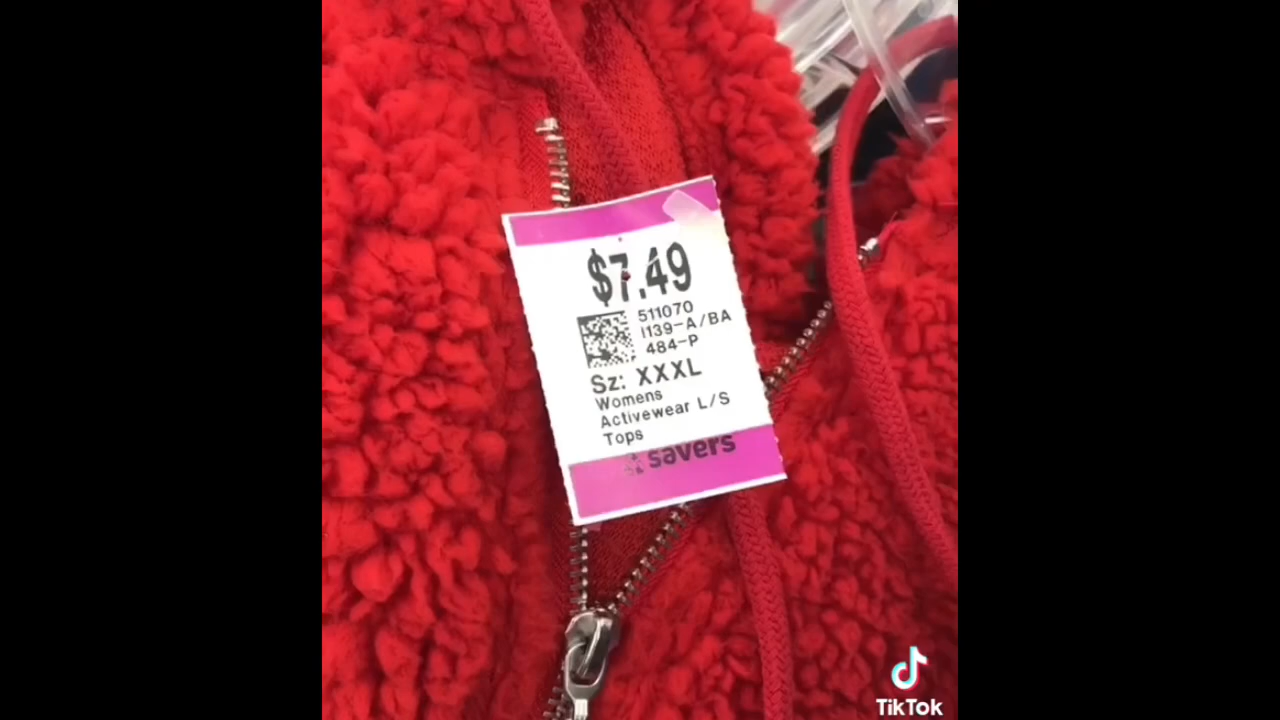 $7.49
511070
I139-A/BA
484-P
Sz: XXXL
Womens
Activewear L/S
Tops
savers
TikTok